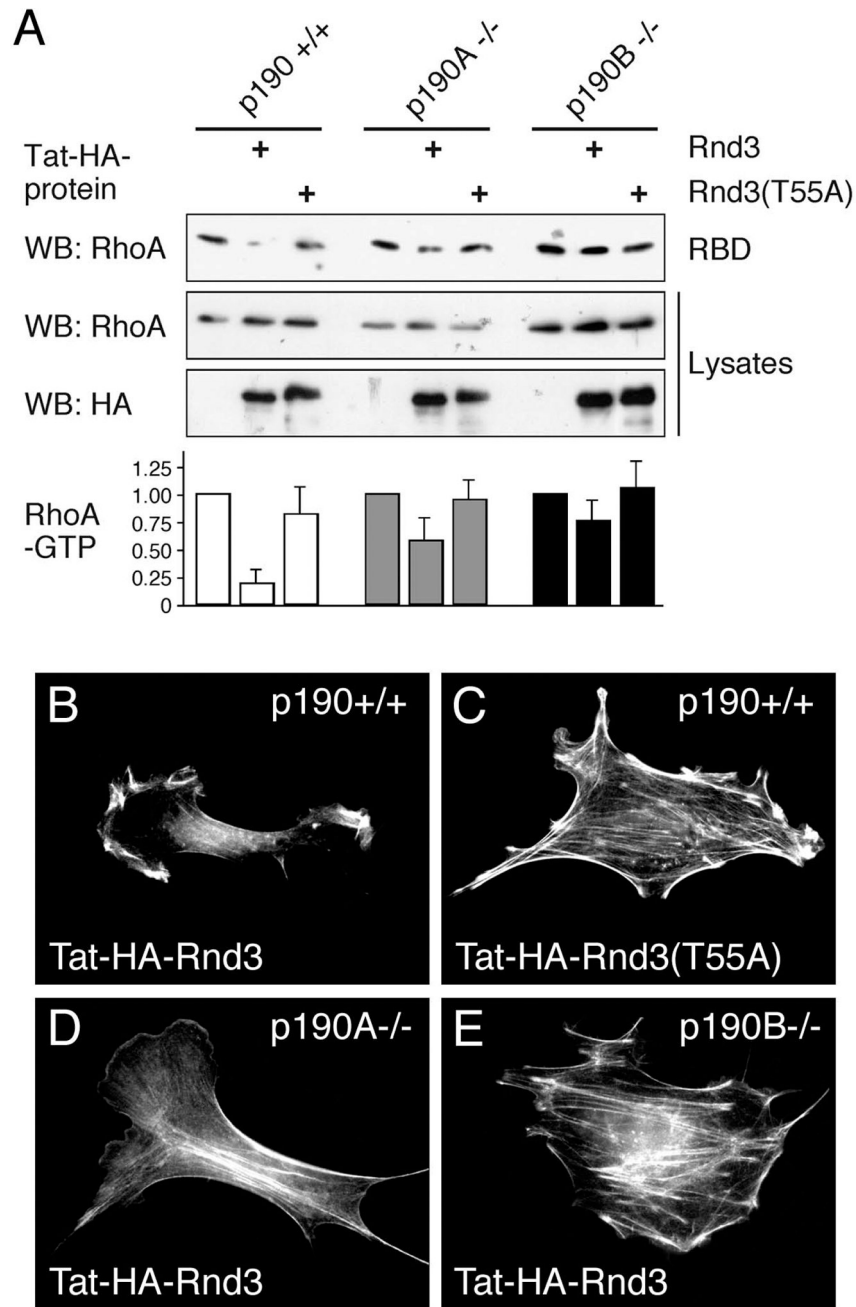 A
p190 +/+ p190A -/- p190B -/-
Tat-HA-
protein
+ + + Rnd3
+ + + Rnd3(T55A)
WB: RhoA RBD
WB: RhoA
Lysates
WB: HA
RhoA
-GTP
1.25
1.00
0.75
0.50
0.25
0
B p190+/+
Tat-HA-Rnd3
C p190+/+
Tat-HA-Rnd3(T55A)
D p190A-/-
Tat-HA-Rnd3
E p190B-/-
Tat-HA-Rnd3